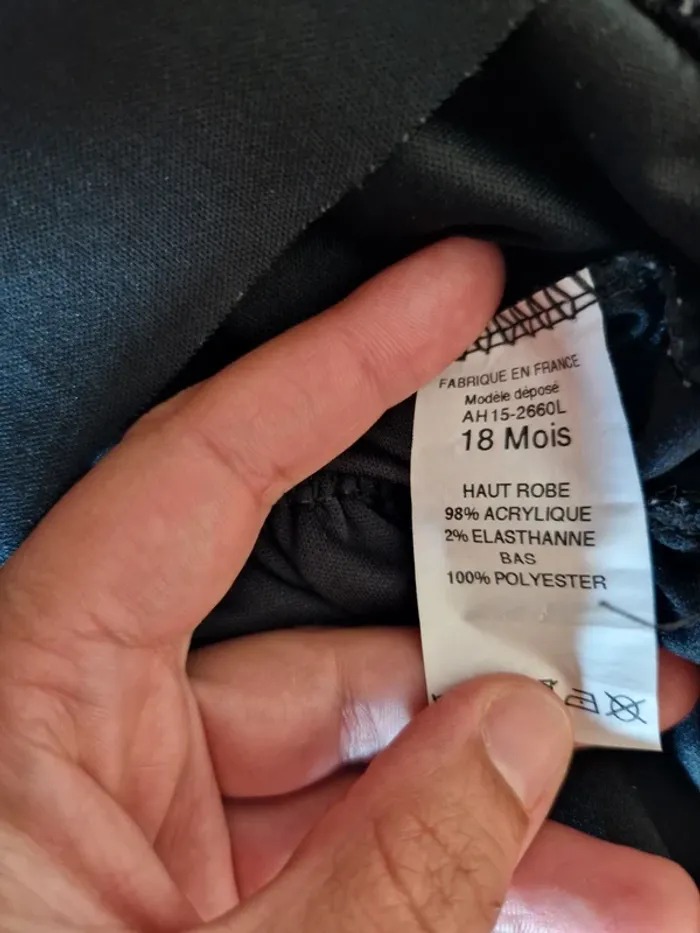 FABRIQUE EN FRANCE
Modèle déposé
AH15-2660L
18 Mois
HAUT ROBE
98% ACRYLIQUE
2% ELASTHANNE
BAS
100% POLYESTER